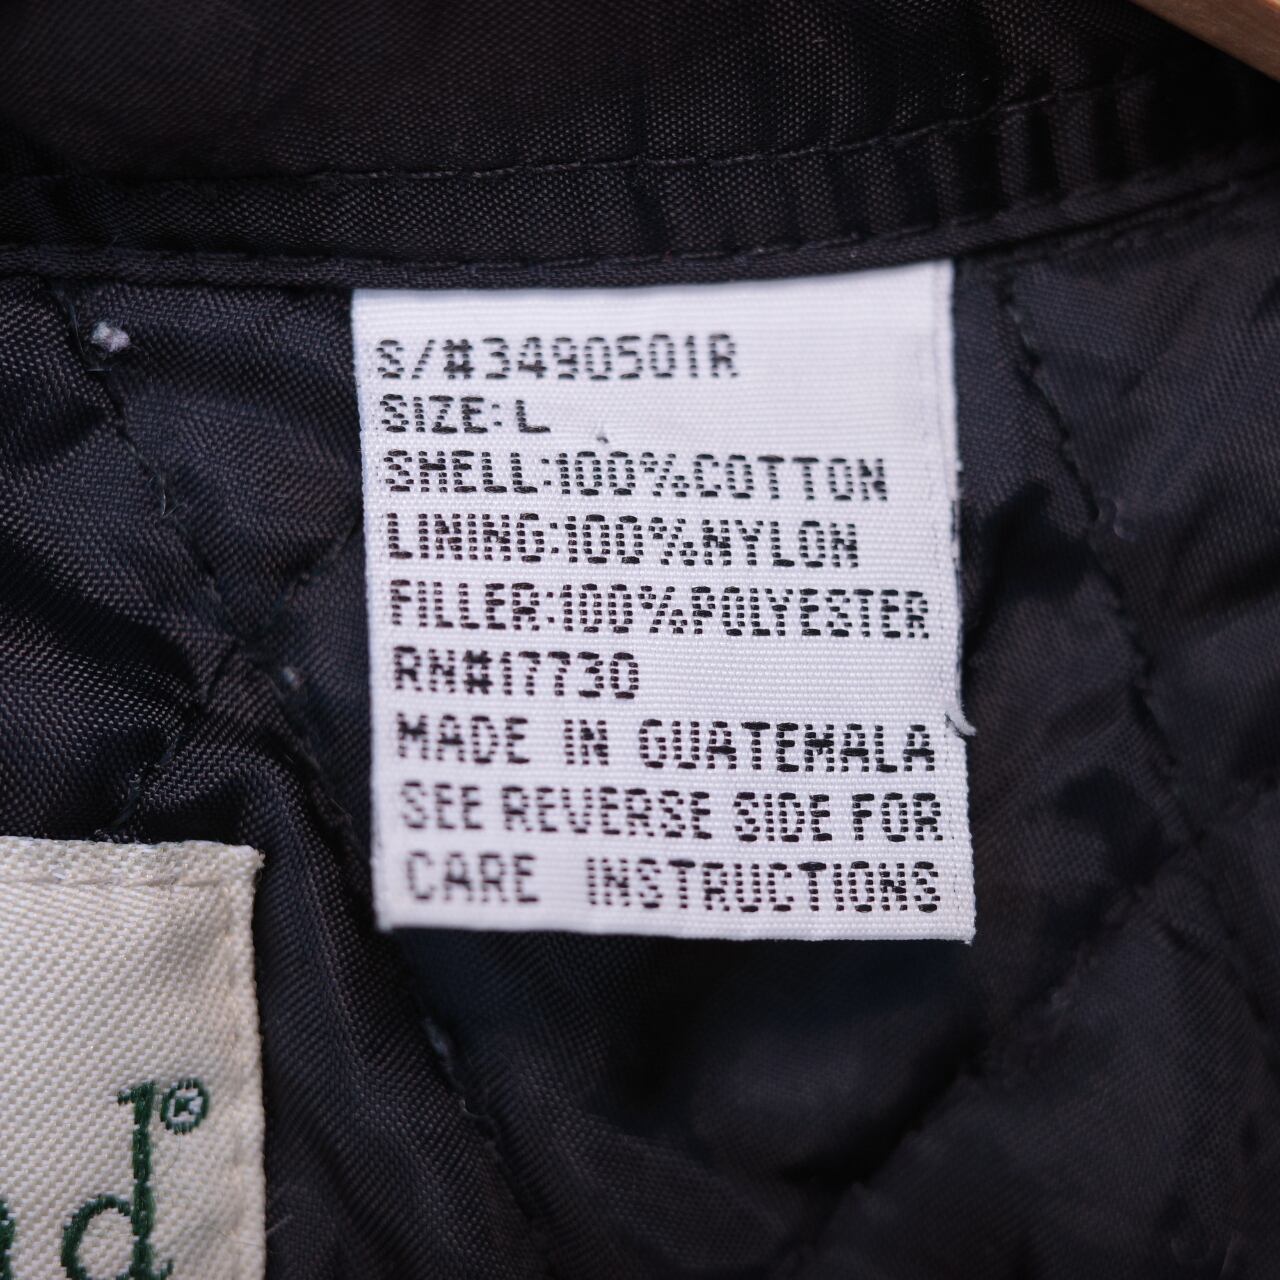 S/#3490501R
SIZE: L
SHELL:100%COTTON
LINING:100%NYLON
FILLER:100%POLYESTER
RN#17730
MADE IN GUATEMALA
SEE REVERSE SIDE FOR
CARE INSTRUCTIONS
d®